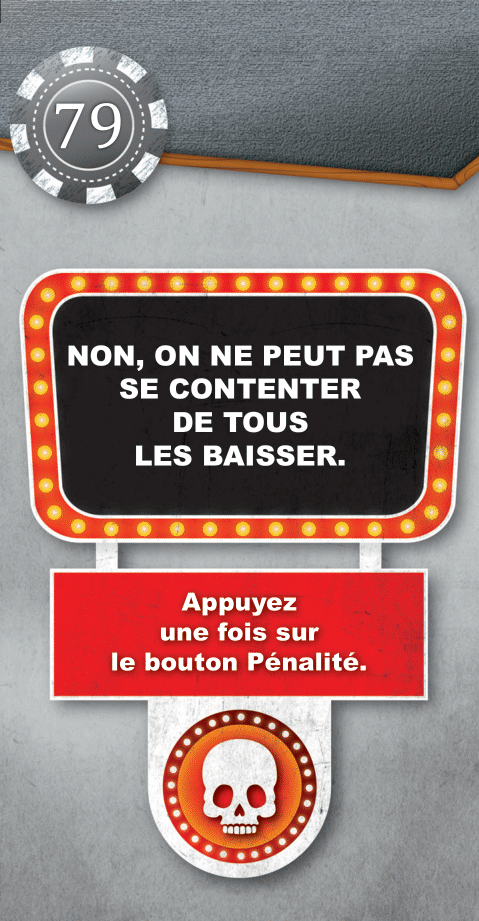 79
NON, ON NE PEUT PAS
SE CONTENTER
DE TOUS
LES BAISSER.
Appuyez
une fois sur
le bouton Pénalité.